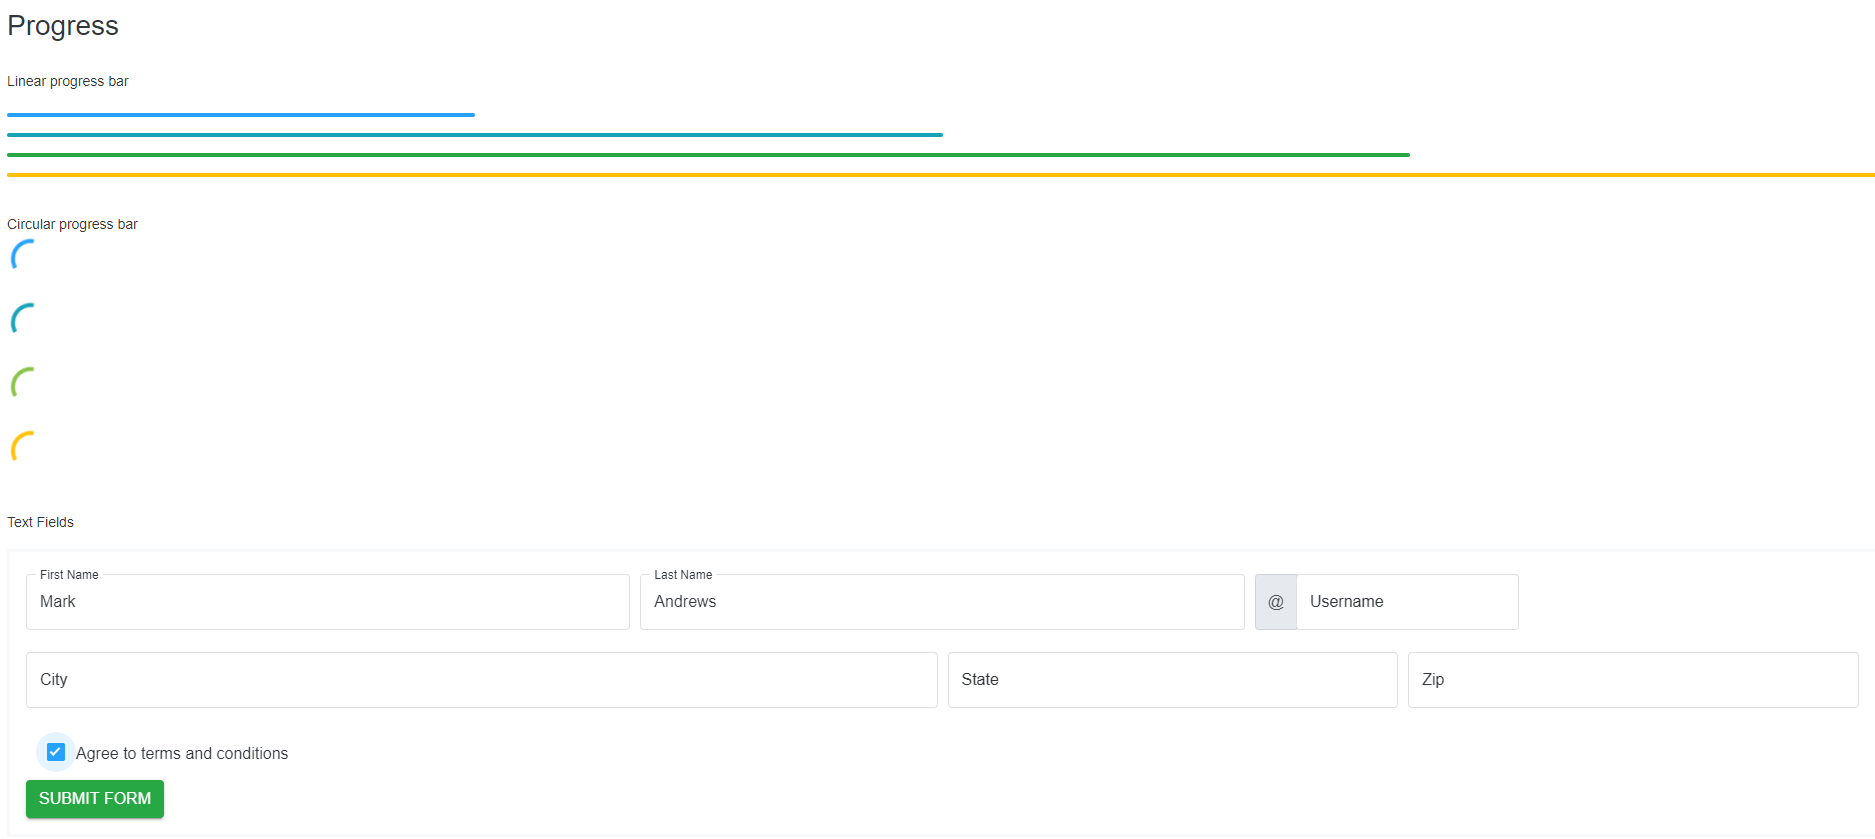 Progress
Linear progress bar
Circular progress bar
Text Fields
First Name
Last Name
Mark
Andrews
@
Username
City
State
Zip
Agree to terms and conditions
SUBMIT FORM